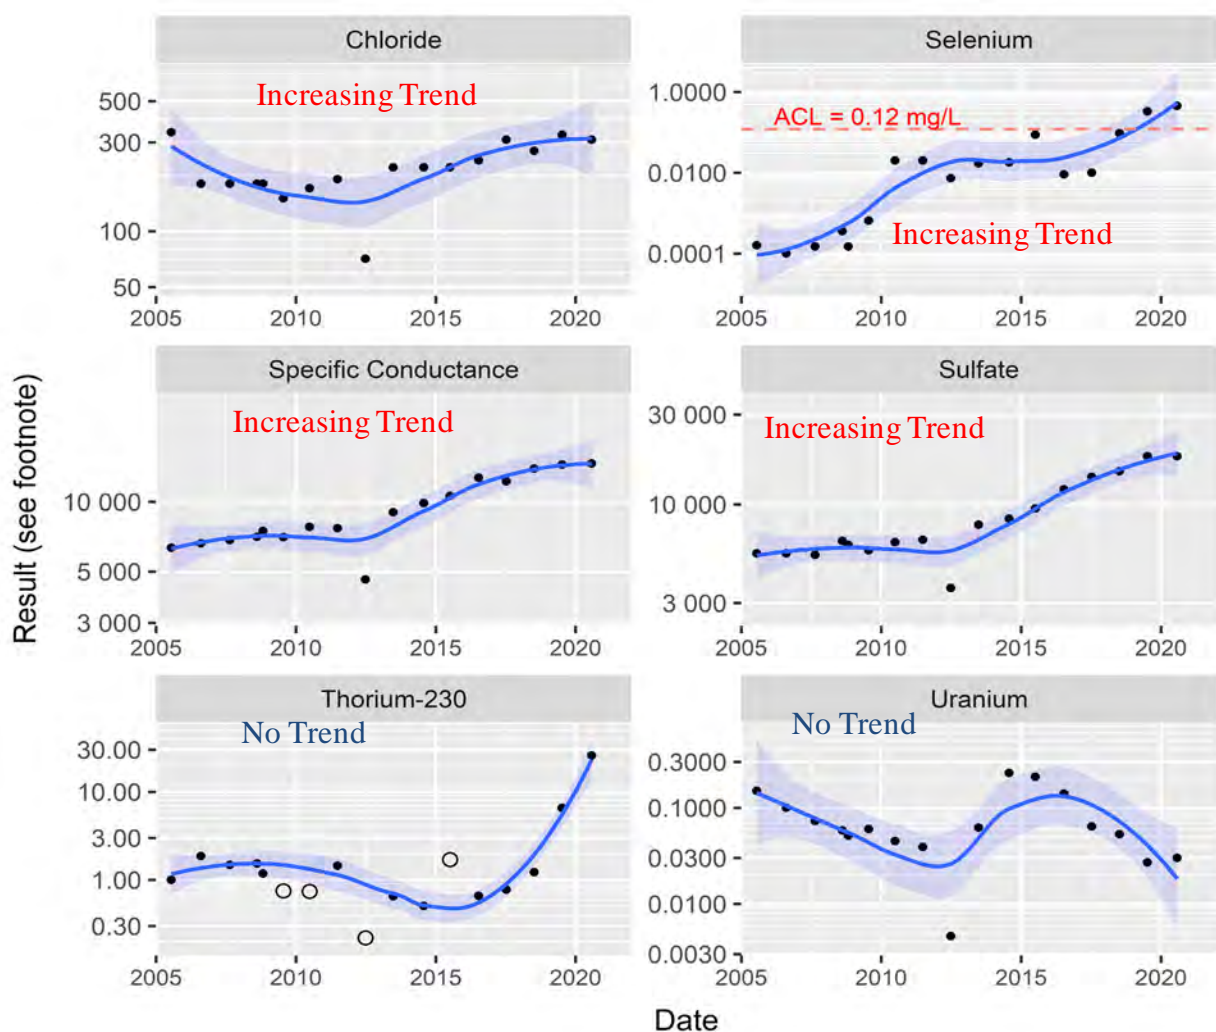 Chloride
Increasing Trend
500
300
100
50
2005 2010 2015 2020
Selenium
ACL = 0.12 mg/L
Increasing Trend
1.0000
0.0100
0.0001
2005 2010 2015 2020
Specific Conductance
Increasing Trend
10 000
5 000
3 000
2005 2010 2015 2020
Sulfate
Increasing Trend
30 000
10 000
3 000
2005 2010 2015 2020
Thorium-230
No Trend
30.00
10.00
3.00
1.00
0.30
2005 2010 2015 2020
Uranium
No Trend
0.3000
0.1000
0.0300
0.0100
0.0030
2005 2010 2015 2020
Result (see footnote)
Date